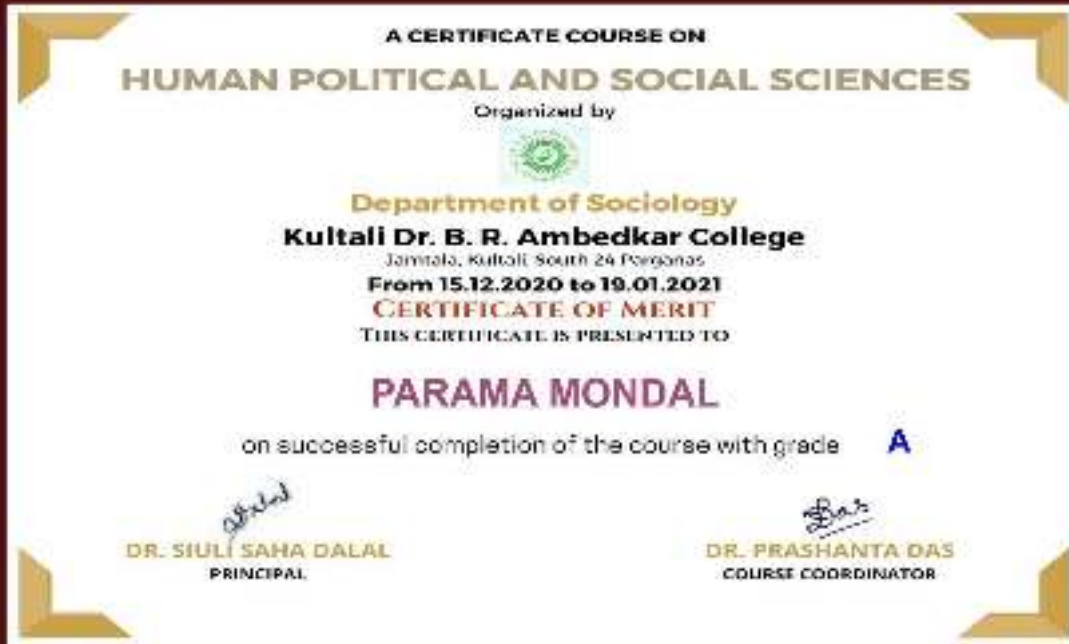 A CERTIFICATE COURSE ON
HUMAN POLITICAL AND SOCIAL SCIENCES
Organized by
Department of Sociology
Kultali Dr. B. R. Ambedkar College
Jamtala, Kultali, South 24 Parganas
From 15.12.2020 to 19.01.2021
CERTIFICATE OF MERIT
THIS CERTIFICATE IS PRESENTED TO
PARAMA MONDAL
on successful completion of the course with grade A
DR. SIULI SAHA DALAL
PRINCIPAL
DR. PRASHANTA DAS
COURSE COORDINATOR